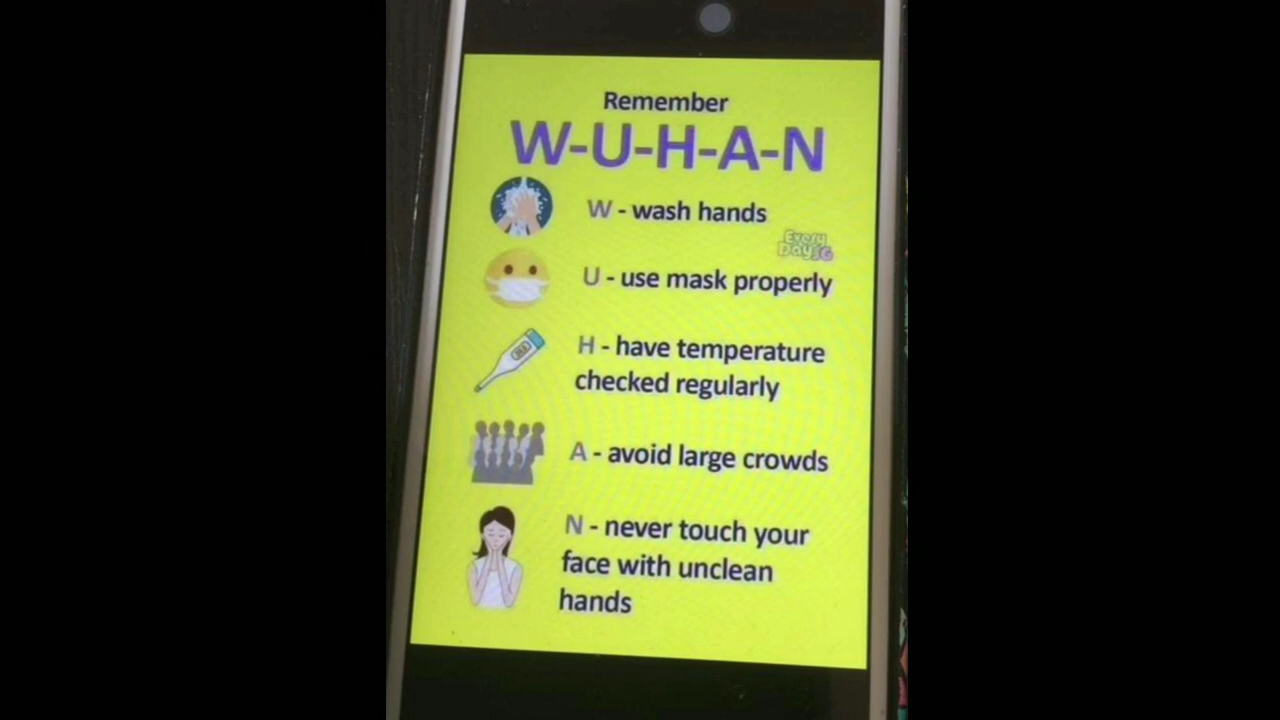 Remember
W-U-H-A-N
W - wash hands
Every
DaySG
U - use mask properly
H - have temperature
checked regularly
A - avoid large crowds
N - never touch your
face with unclean
hands